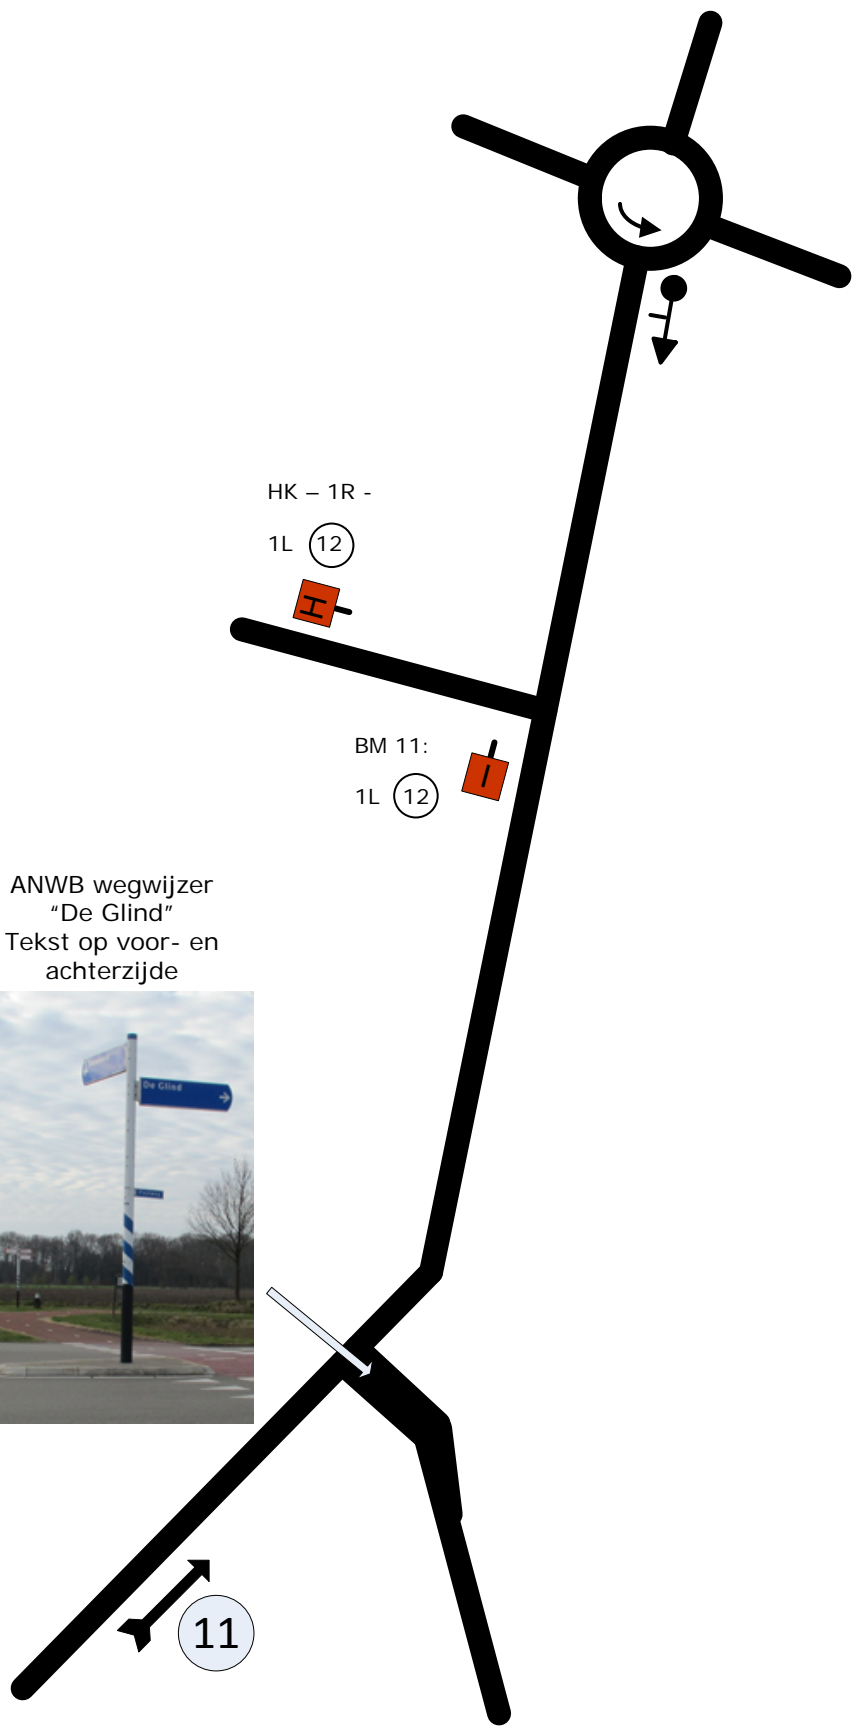 HK – 1R -
1L 12
H
BM 11:
1L 12
I
ANWB wegwijzer
“De Glind”
Tekst op voor- en
achterzijde
De Glind
11